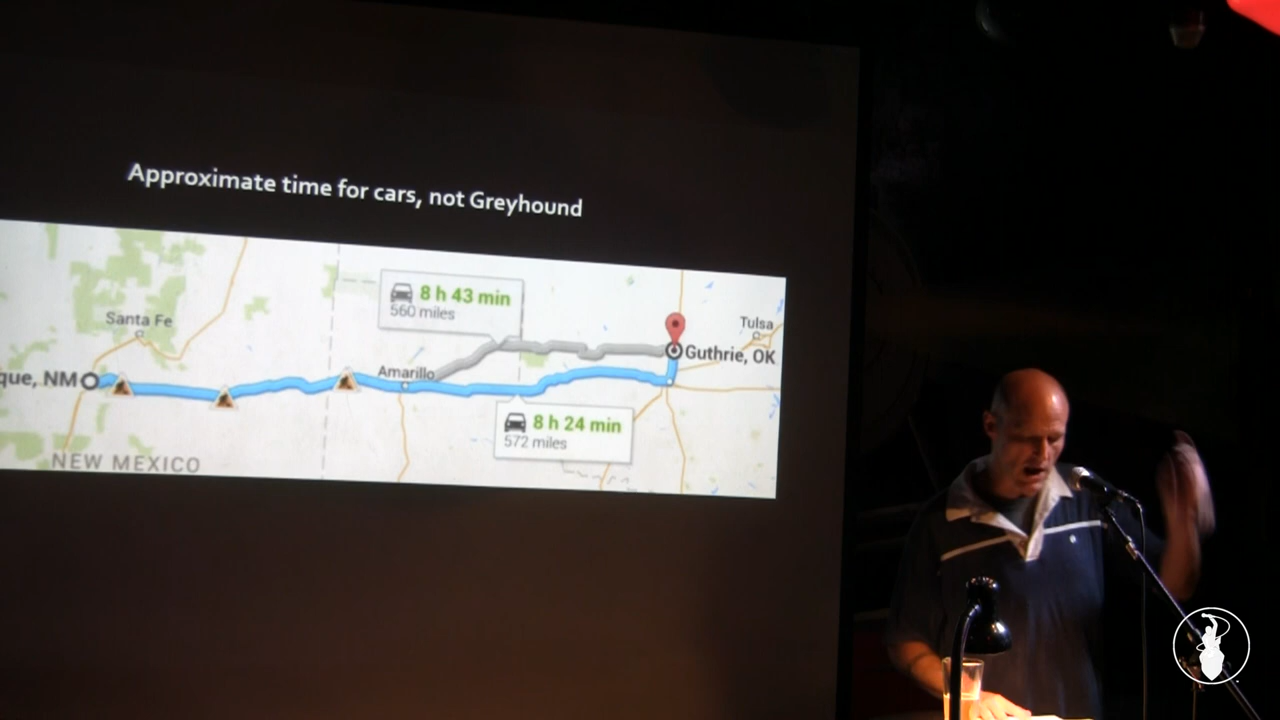 Approximate time for cars, not Greyhound
8 h 43 min
560 miles
Santa Fe
Tulsa
Guthrie, OK
que, NM
Amarillo
8 h 24 min
572 miles
NEW MEXICO